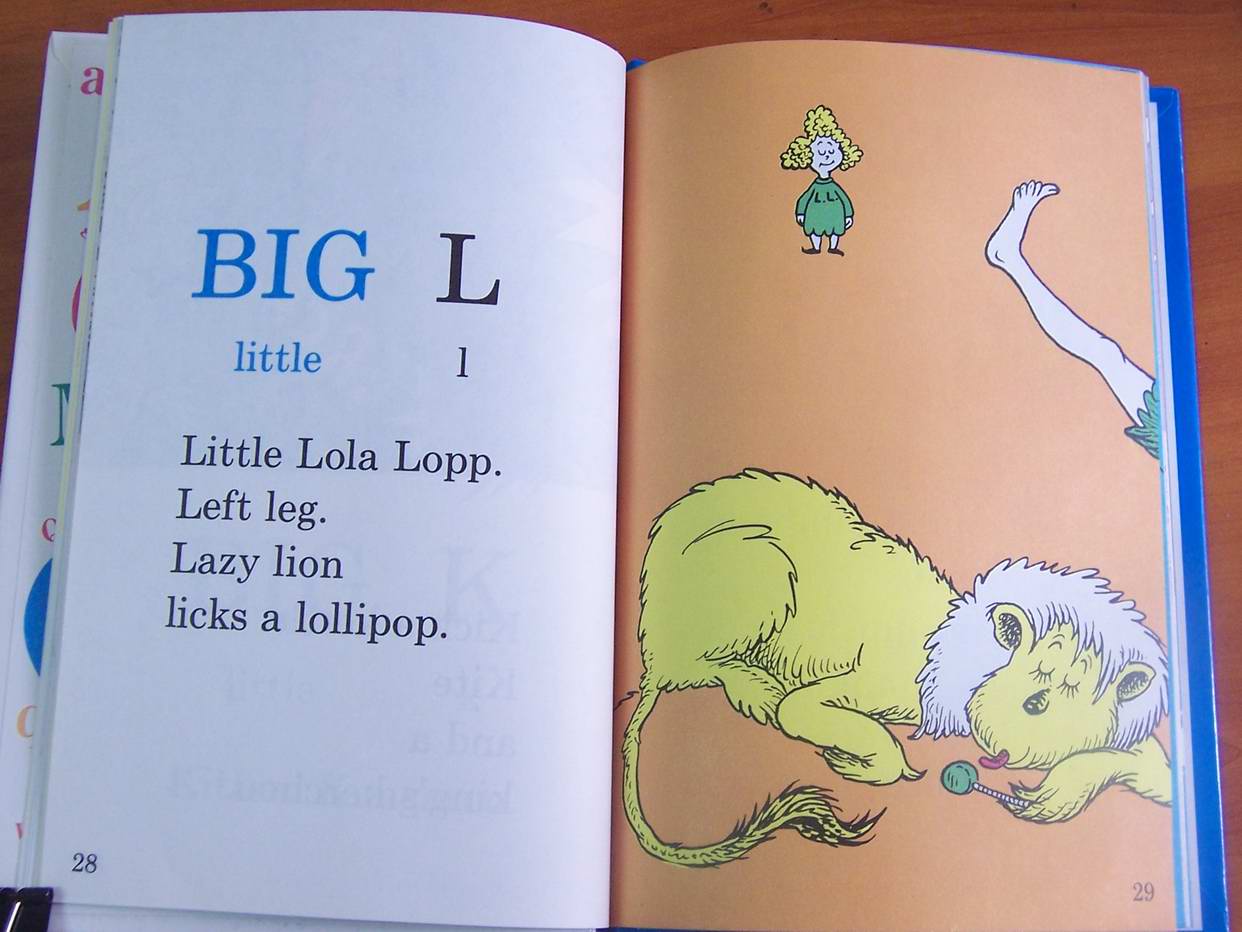 BIG L
little l
Little Lola Lopp.
Left leg.
Lazy lion
licks a lollipop.
28
L.L.
29